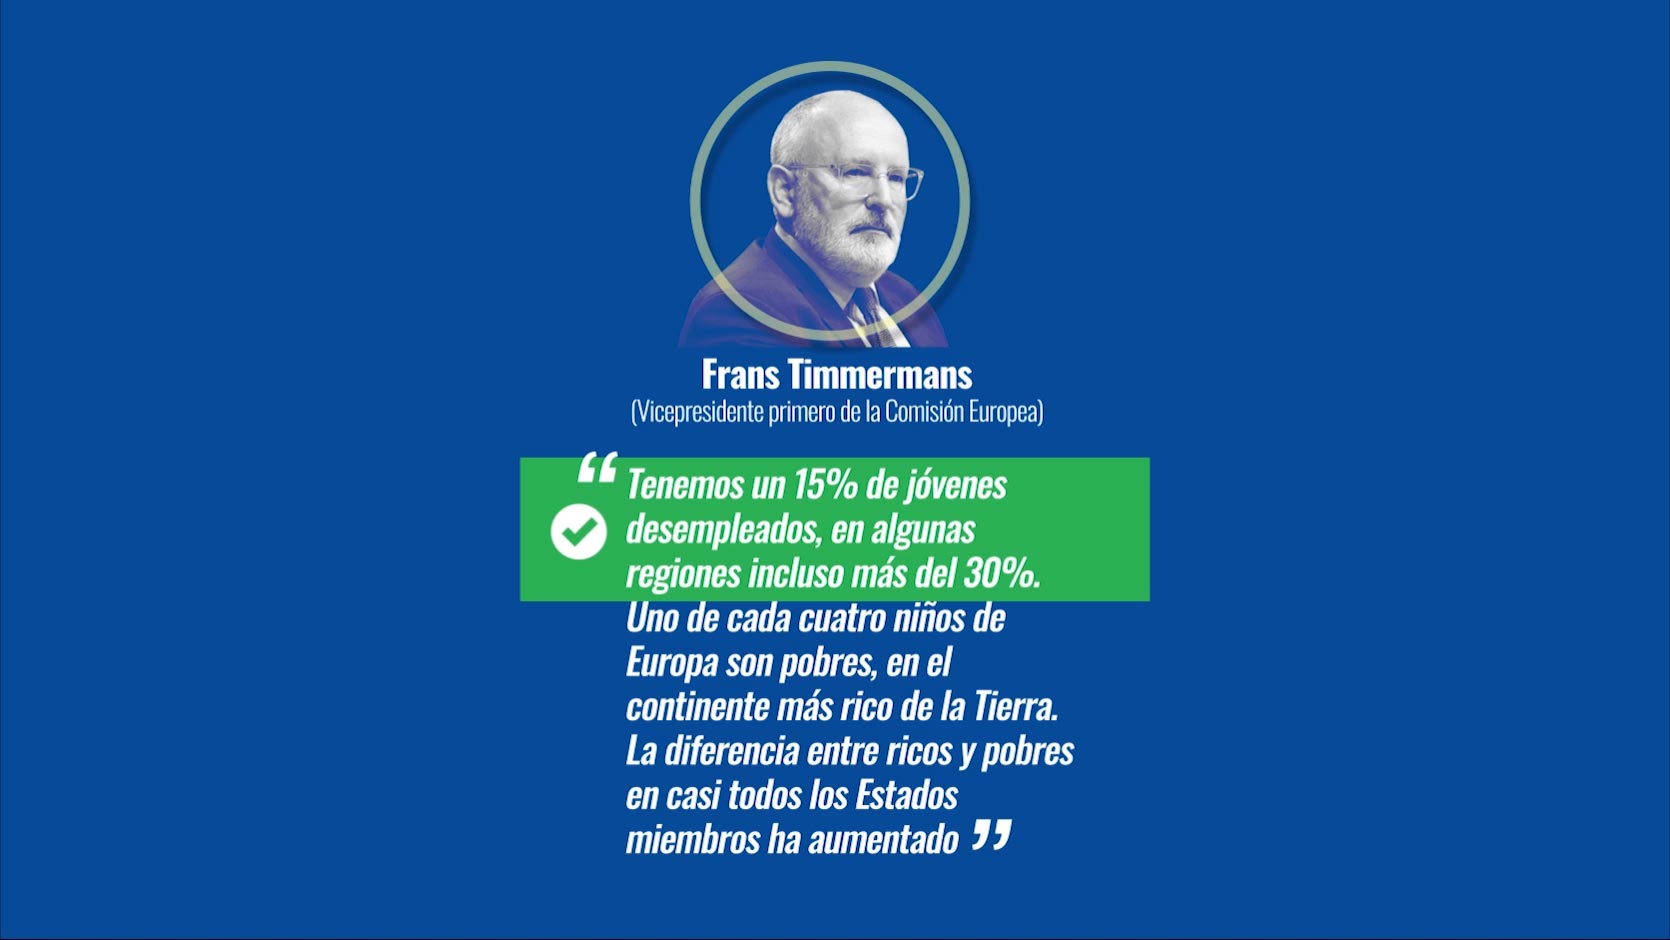 Frans Timmermans
(Vicepresidente primero de la Comisión Europea)
“ Tenemos un 15% de jóvenes
desempleados, en algunas
regiones incluso más del 30%.
Uno de cada cuatro niños de
Europa son pobres, en el
continente más rico de la Tierra.
La diferencia entre ricos y pobres
en casi todos los Estados
miembros ha aumentado ”